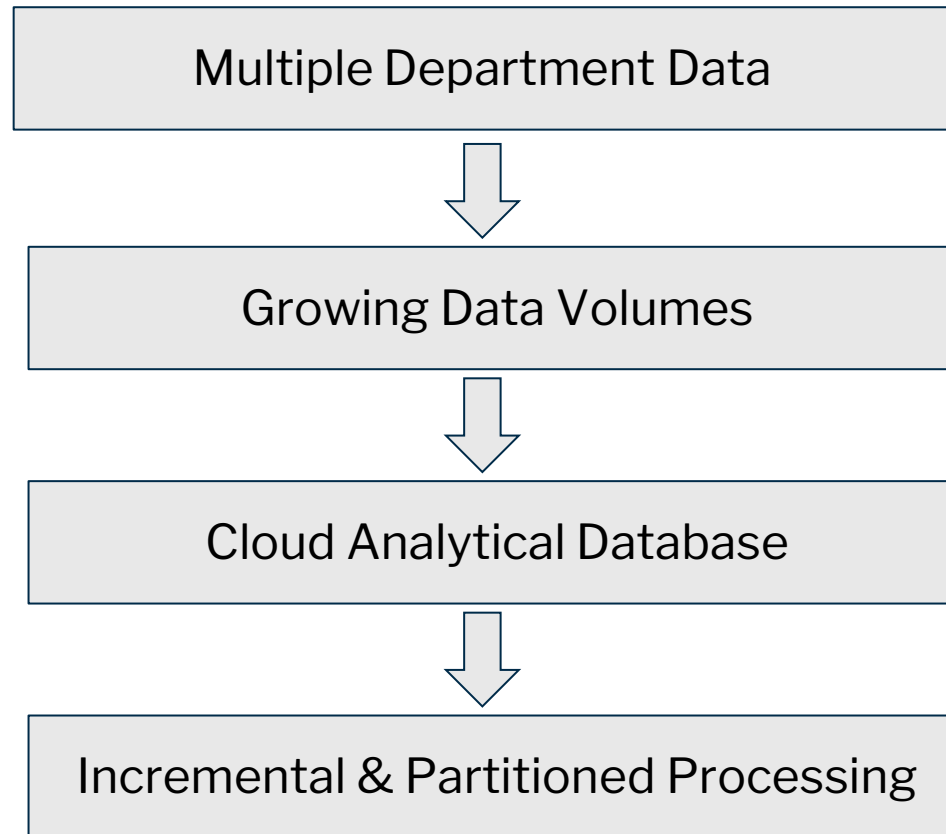 Multiple Department Data
Growing Data Volumes
Cloud Analytical Database
Incremental & Partitioned Processing